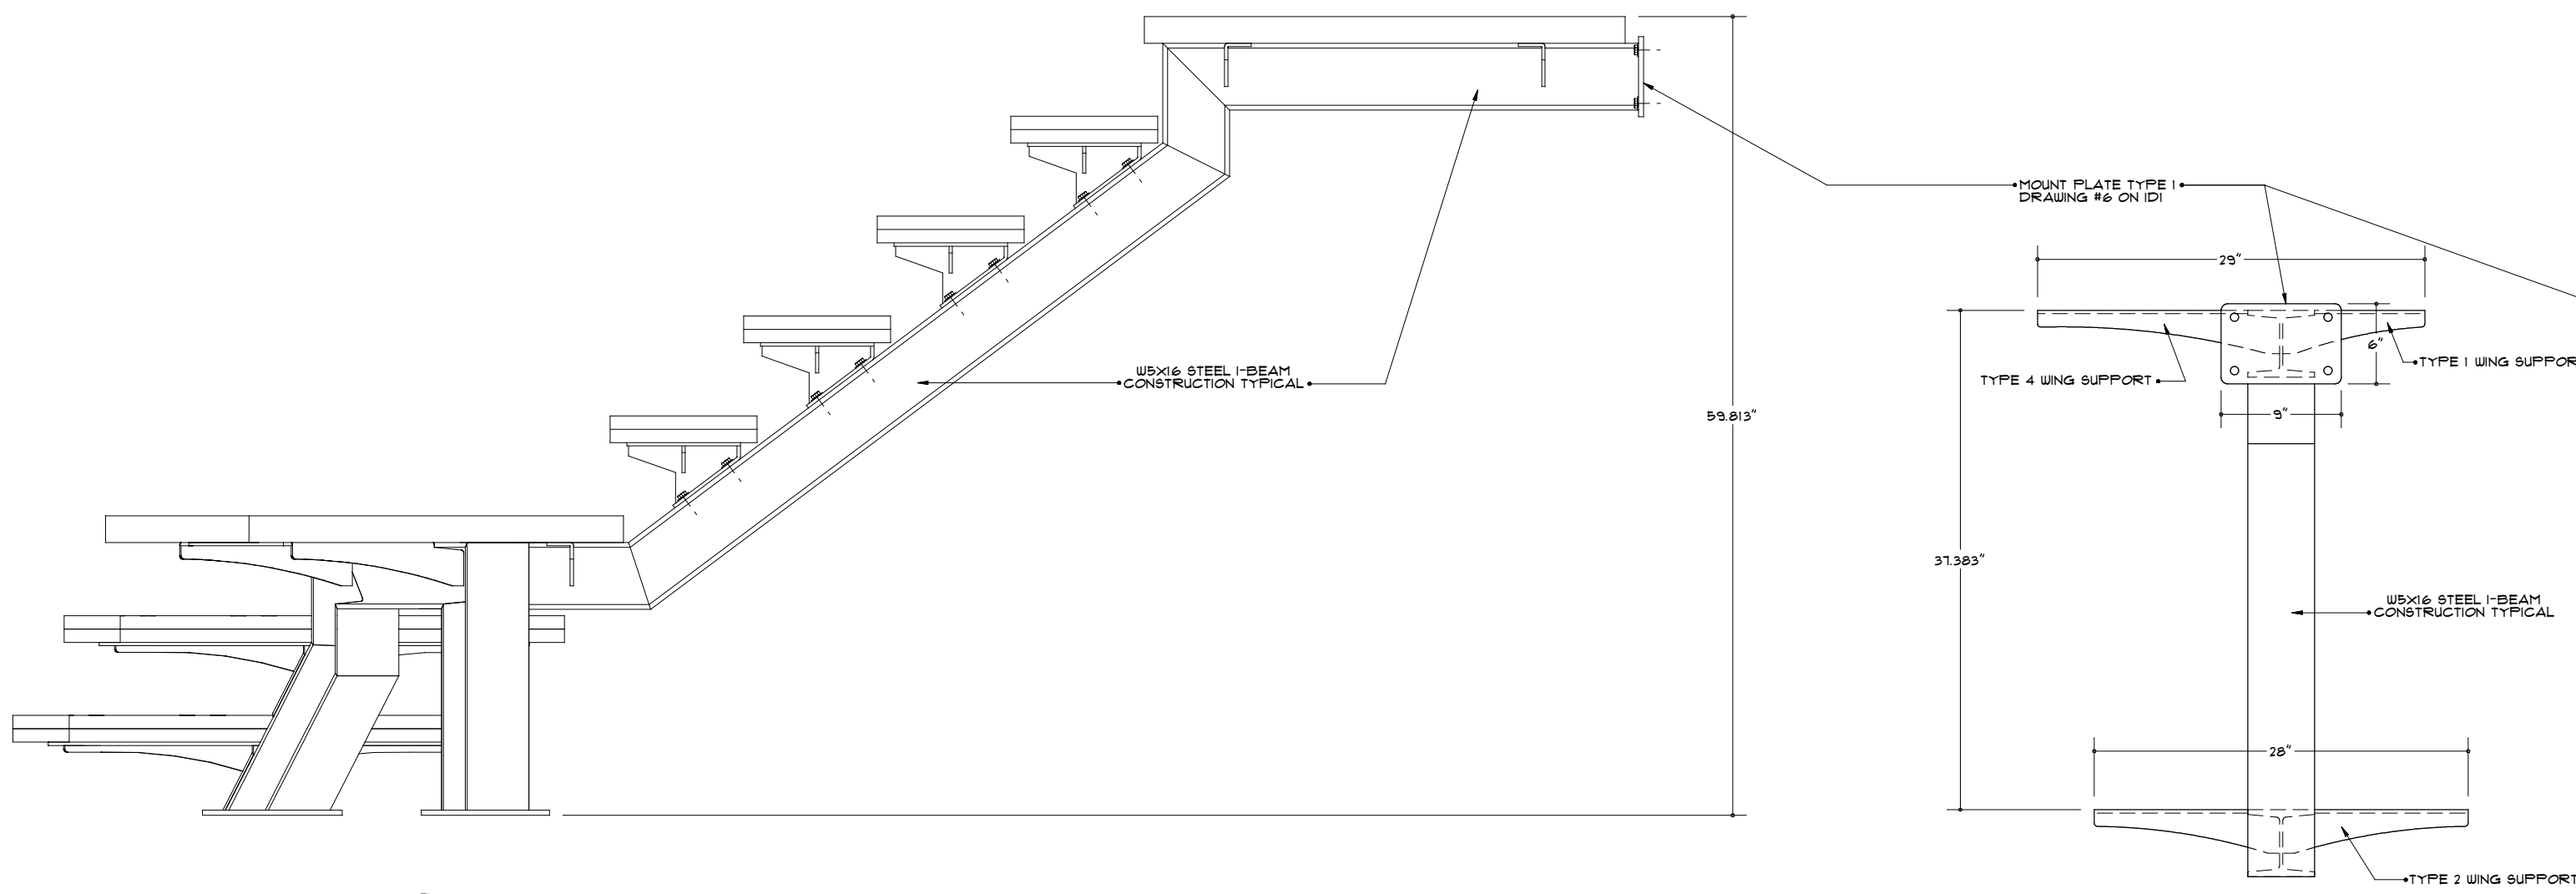 MOUNT PLATE TYPE 1
DRAWING #6 ON ID1
29"
6"
TYPE 1 WING SUPPOR
TYPE 4 WING SUPPORT
W5X16 STEEL I-BEAM
CONSTRUCTION TYPICAL
59.813"
9"
37.383"
W5X16 STEEL I-BEAM
CONSTRUCTION TYPICAL
28"
TYPE 2 WING SUPPORT